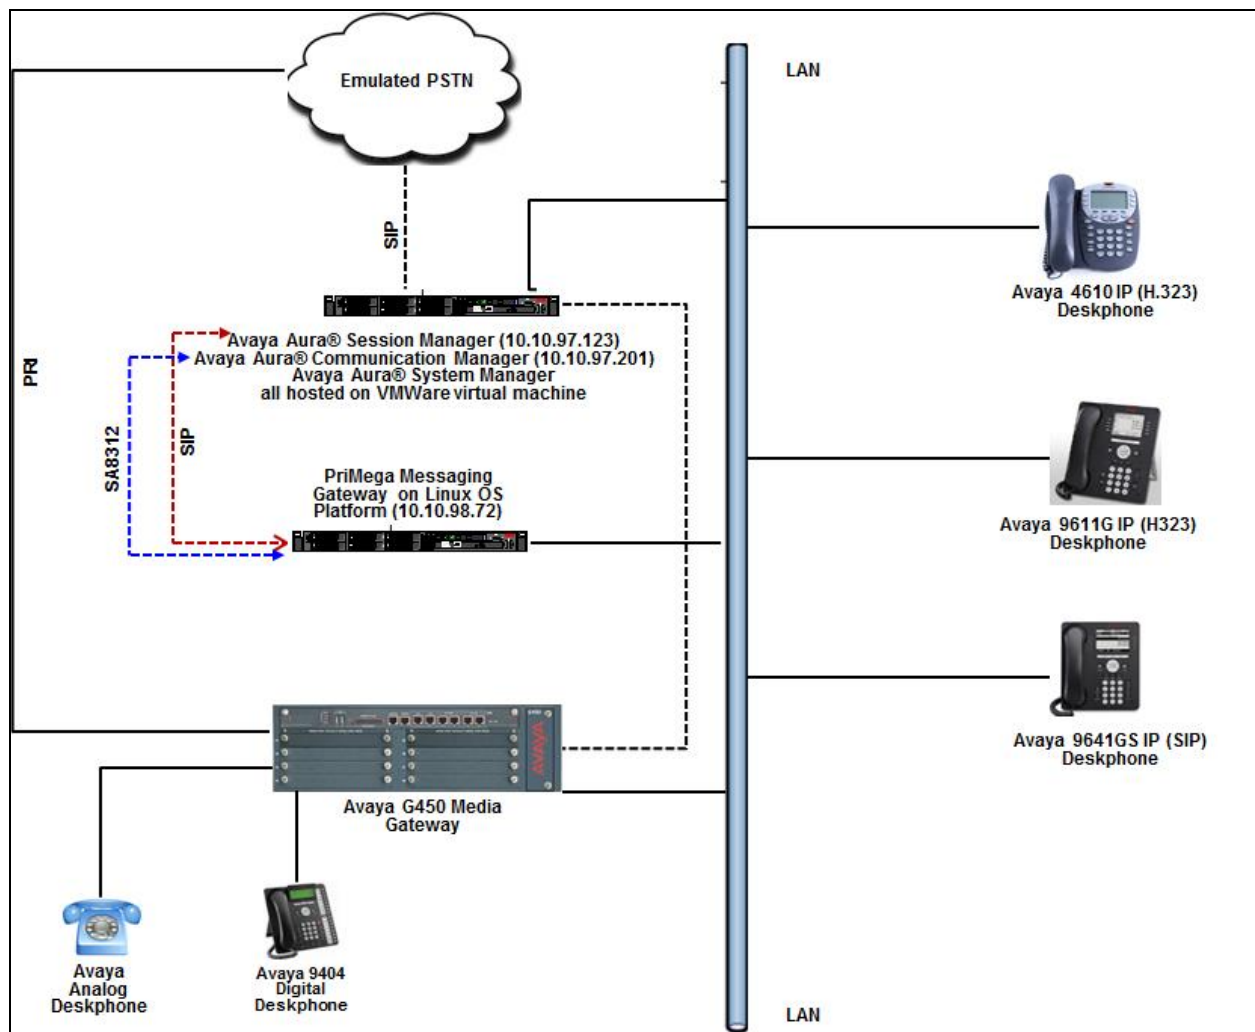 Emulated PSTN
LAN
SIP
Avaya 4610 IP (H.323)
Deskphone
Avaya Aura® Session Manager (10.10.97.123)
Avaya Aura® Communication Manager (10.10.97.201)
Avaya Aura® System Manager
all hosted on VMWare virtual machine
PRI
SA8312
SIP
PriMega Messaging
Gateway on Linux OS
Platform (10.10.98.72)
Avaya 9611G IP (H323)
Deskphone
Avaya 9641GS IP (SIP)
Deskphone
AVAYA
Avaya G450 Media
Gateway
Avaya
Analog
Deskphone
Avaya 9404
Digital
Deskphone
LAN